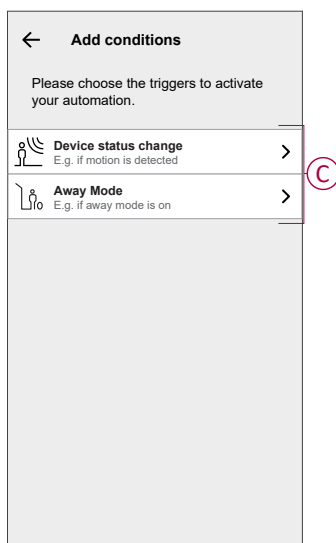 Add conditions
Please choose the triggers to activate
your automation.
Device status change
E.g. if motion is detected
Away Mode
E.g. if away mode is on
C